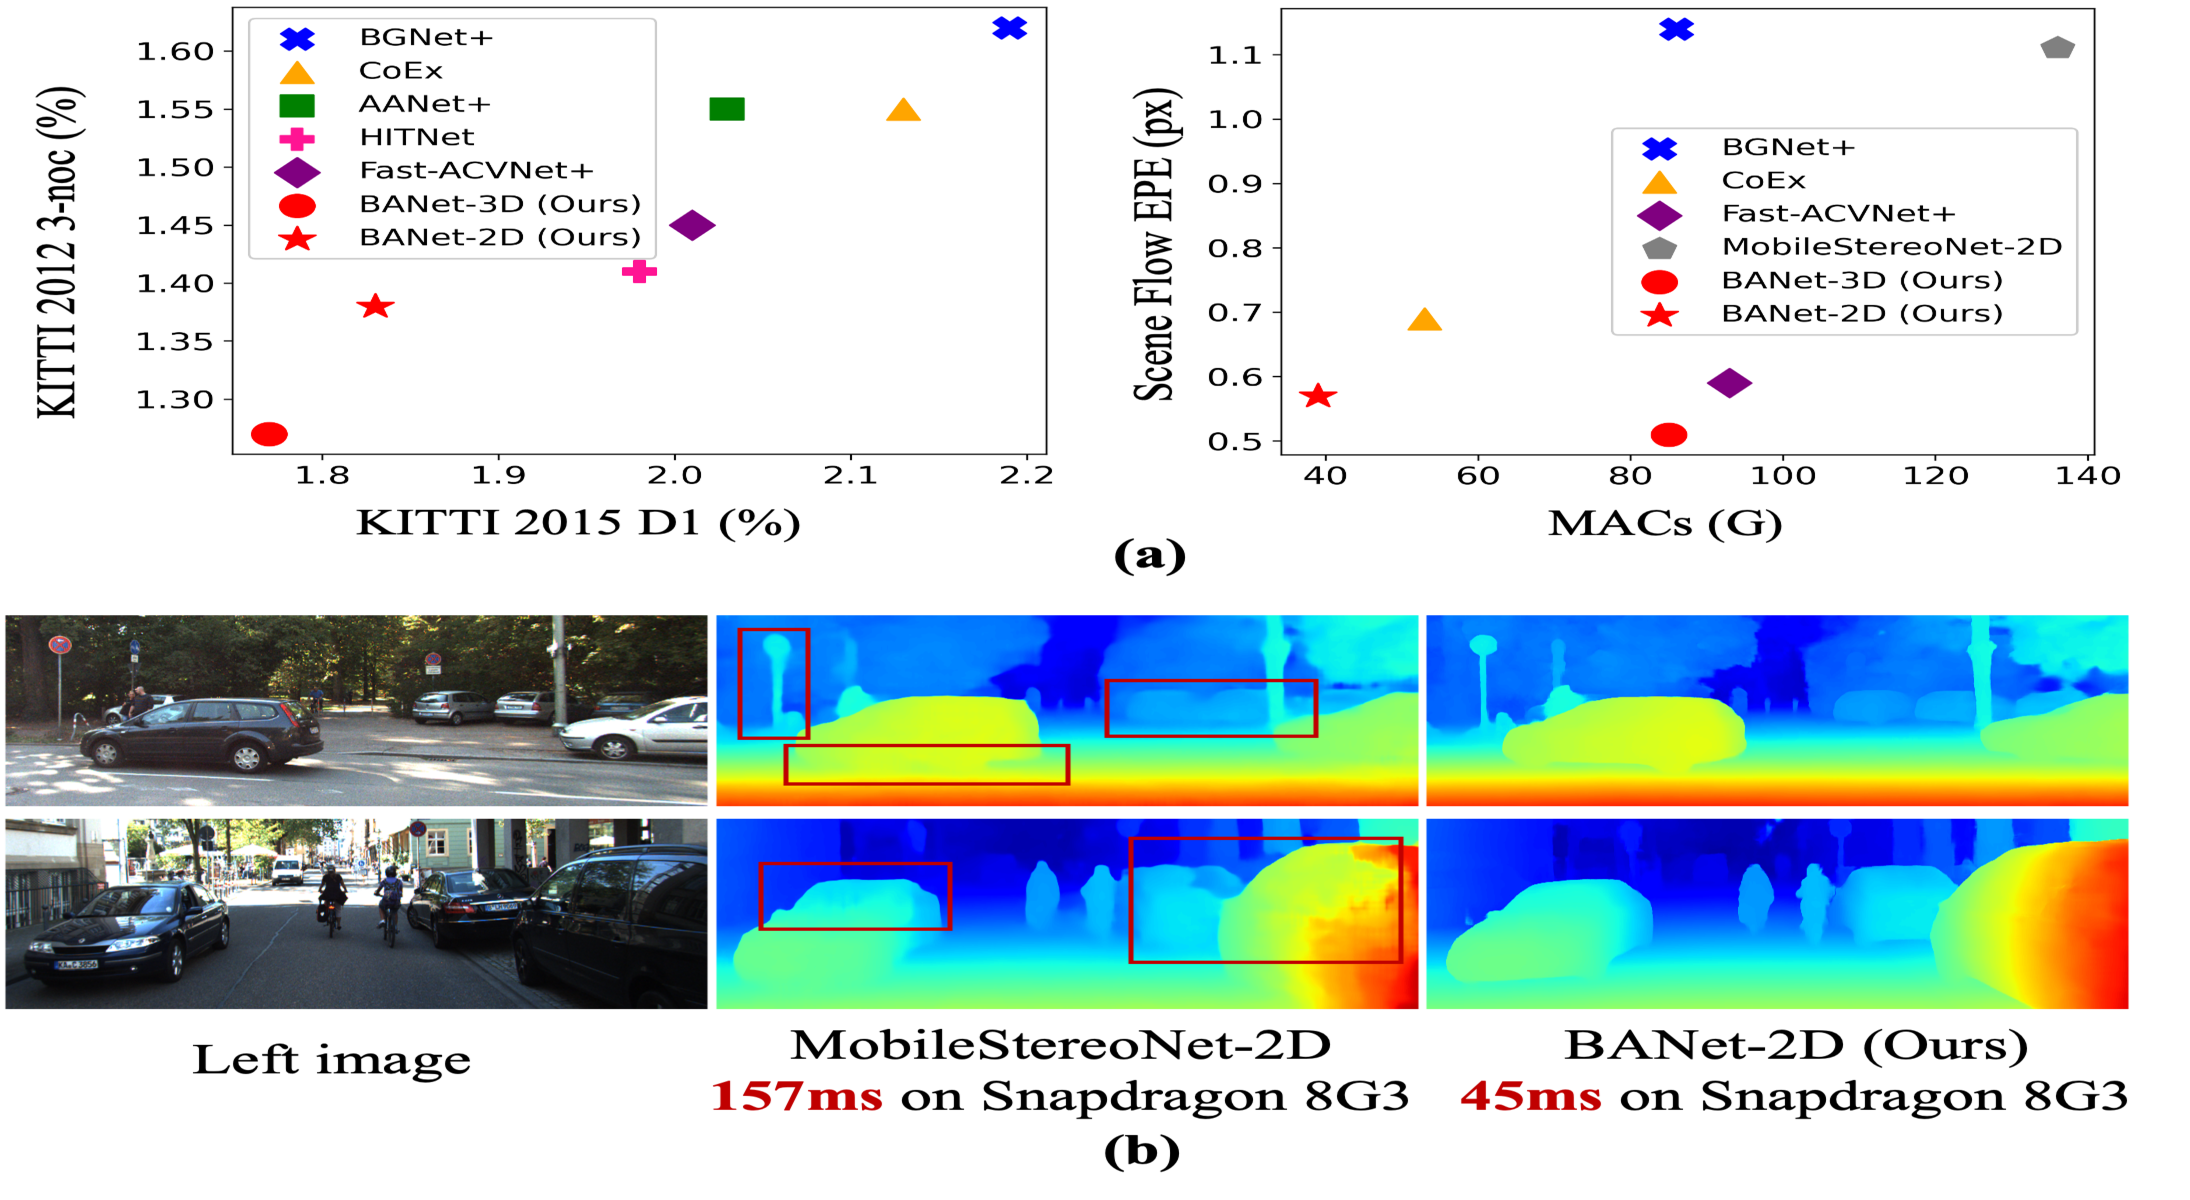 KITTI 2012 3-noc (%)
1.60
1.55
1.50
1.45
1.40
1.35
1.30
BGNet+
CoEx
AANet+
HITNet
Fast-ACVNet+
BANet-3D (Ours)
BANet-2D (Ours)
1.8 1.9 2.0 2.1 2.2
KITTI 2015 D1 (%)
Scene Flow EPE (px)
1.1
1.0
0.9
0.8
0.7
0.6
0.5
BGNet+
CoEx
Fast-ACVNet+
MobileStereoNet-2D
BANet-3D (Ours)
BANet-2D (Ours)
40 60 80 100 120 140
MACs (G)
(a)
Left image
MobileStereoNet-2D
157ms on Snapdragon 8G3
BANet-2D (Ours)
45ms on Snapdragon 8G3
(b)